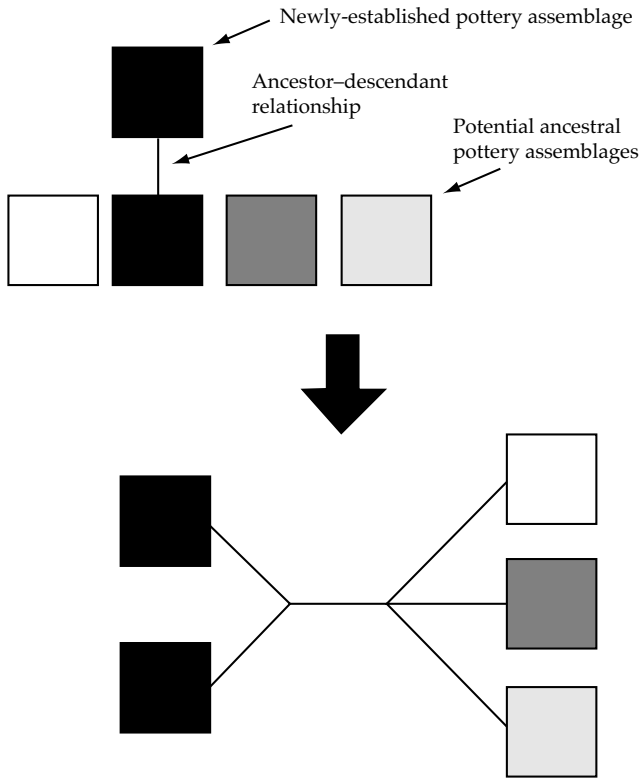 Newly-established pottery assemblage
Ancestor–descendant
relationship
Potential ancestral
pottery assemblages